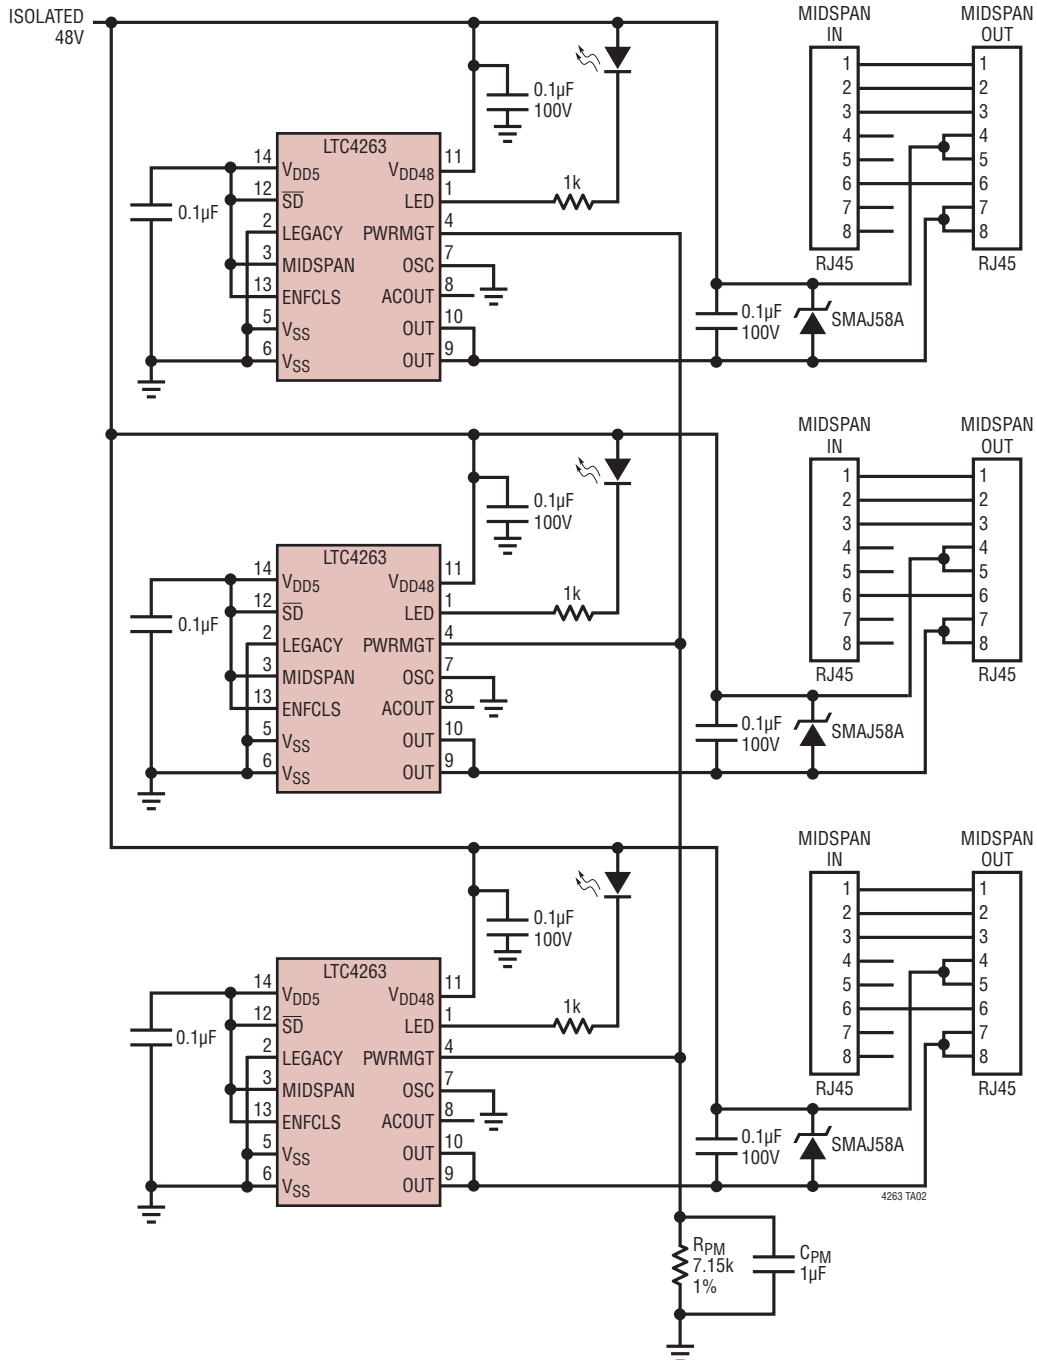 ISOLATED
48V
MIDSPAN
IN
MIDSPAN
OUT
0.1µF
100V
LTC4263
1k
0.1µF
14
VDD5
12
SD
2
LEGACY
3
MIDSPAN
13
ENFCLS
5
VSS
6
VSS
VDD48
11
LED
1
PWRMGT
4
OSC
7
ACOUT
8
OUT
10
OUT
9
1
2
3
4
5
6
7
8
RJ45
1
2
3
4
5
6
7
8
RJ45
0.1µF
100V
SMAJ58A
MIDSPAN
IN
MIDSPAN
OUT
0.1µF
100V
LTC4263
1k
0.1µF
14
VDD5
12
SD
2
LEGACY
3
MIDSPAN
13
ENFCLS
5
VSS
6
VSS
VDD48
11
LED
1
PWRMGT
4
OSC
7
ACOUT
8
OUT
10
OUT
9
1
2
3
4
5
6
7
8
RJ45
1
2
3
4
5
6
7
8
RJ45
0.1µF
100V
SMAJ58A
MIDSPAN
IN
MIDSPAN
OUT
0.1µF
100V
LTC4263
1k
0.1µF
14
VDD5
12
SD
2
LEGACY
3
MIDSPAN
13
ENFCLS
5
VSS
6
VSS
VDD48
11
LED
1
PWRMGT
4
OSC
7
ACOUT
8
OUT
10
OUT
9
1
2
3
4
5
6
7
8
RJ45
1
2
3
4
5
6
7
8
RJ45
0.1µF
100V
SMAJ58A
4263 TA02
RPM
7.15k
1%
CPM
1µF